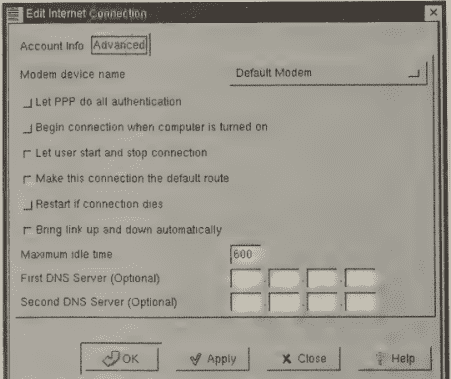 Edit Internet Connection
Account Info Advanced
Modem device name Default Modem
Let PPP do all authentication
Begin connection when computer is turned on
Let user start and stop connection
Make this connection the default route
Restart if connection dies
Bring link up and down automatically
Maximum idle time 600
First DNS Server (Optional)
Second DNS Server (Optional)
OK Apply Close Help